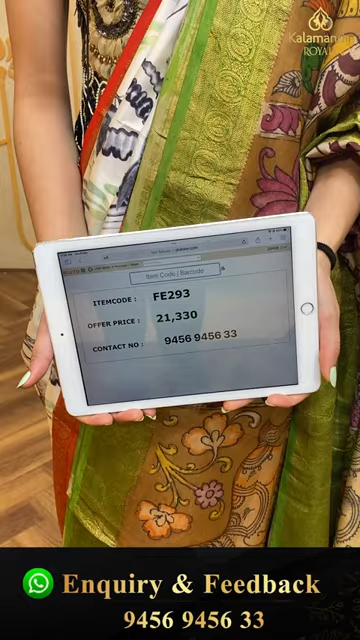 Kalamandir
ROYAL
Item Code | Barcode
ITEMCODE : FE293
OFFER PRICE : 21,330
CONTACT NO : 9456 9456 33
Enquiry & Feedback
9456 9456 33